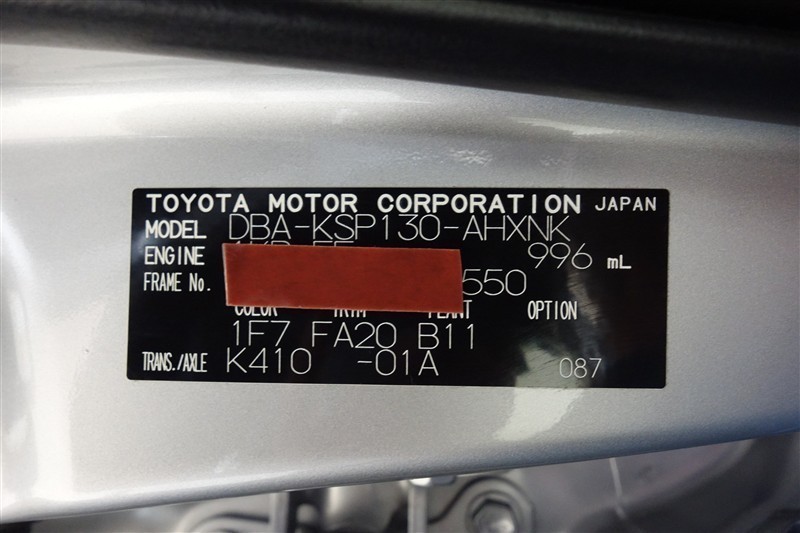 TOYOTA MOTOR CORPORATION JAPAN
MODEL DBA-KSP130-AHXNK
ENGINE 996 mL
FRAME No. 550
COLOR TRIM PLANT OPTION
1F7 FA20 B11
TRANS./AXLE K410 -01A 087